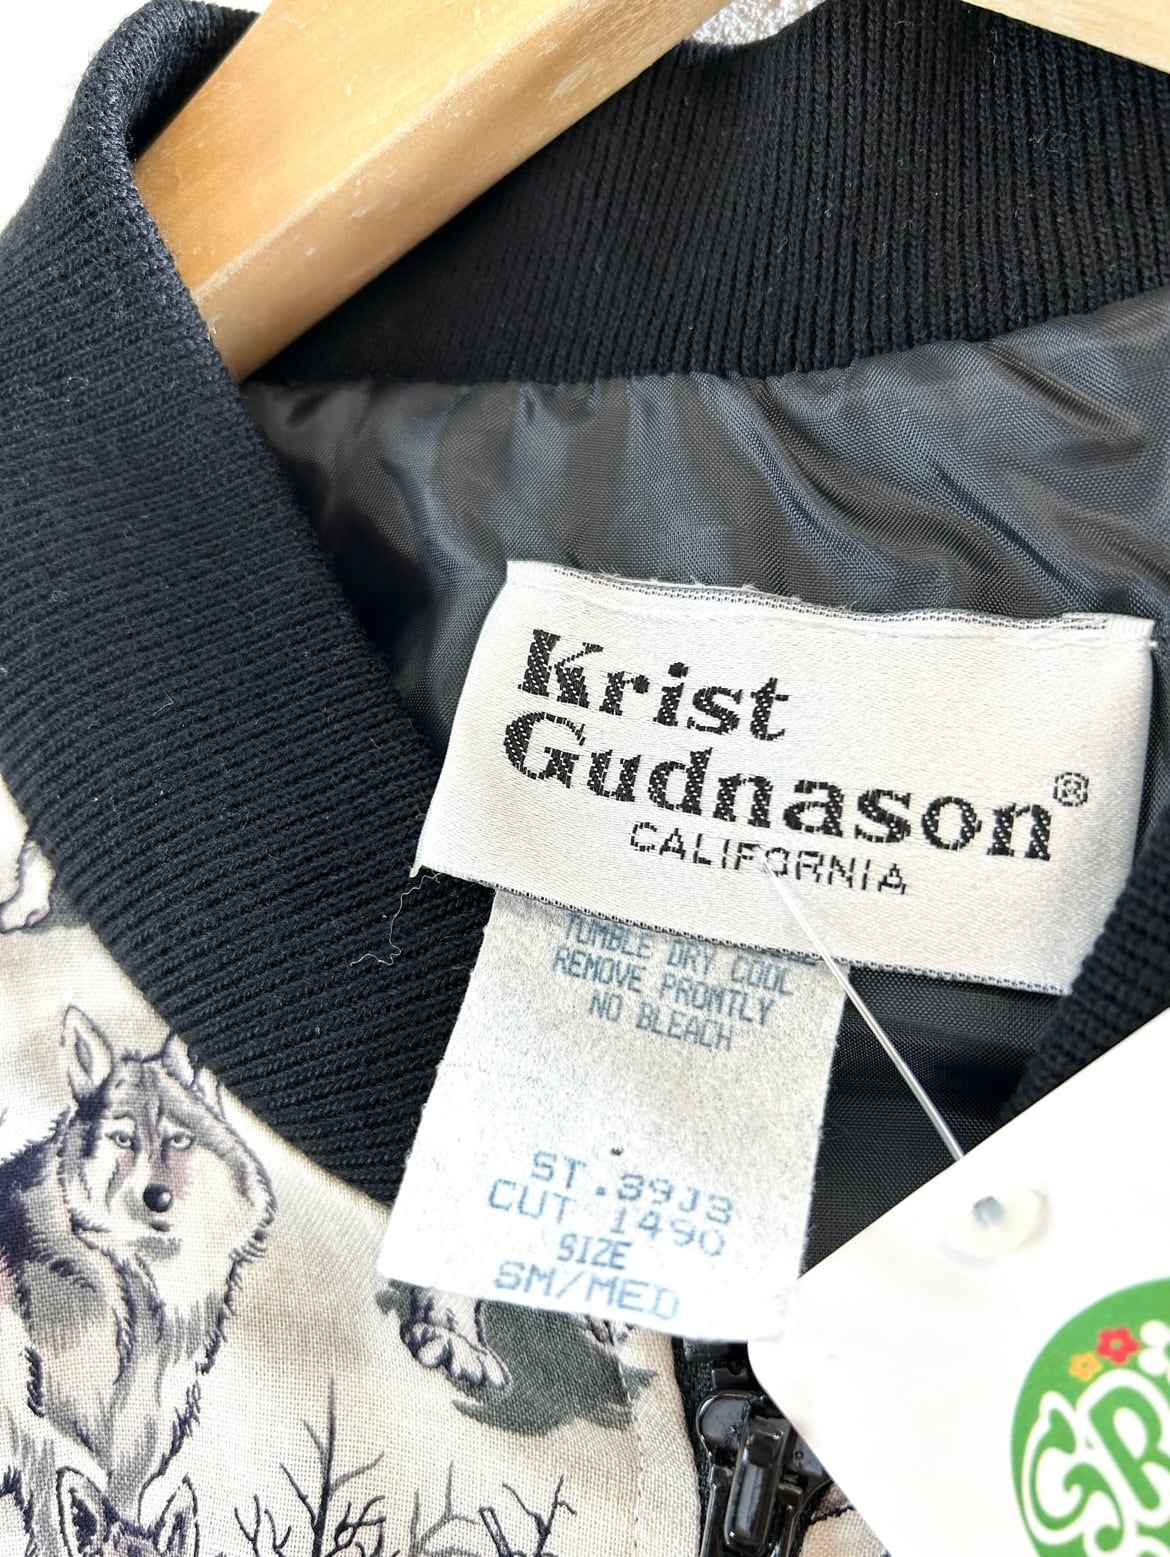 Krist
Gudnason®
CALIFORNIA
TUMBLE DRY COOL
REMOVE PROMTLY
NO BLEACH
ST.39J3
CUT 1490
SIZE
SM/MED